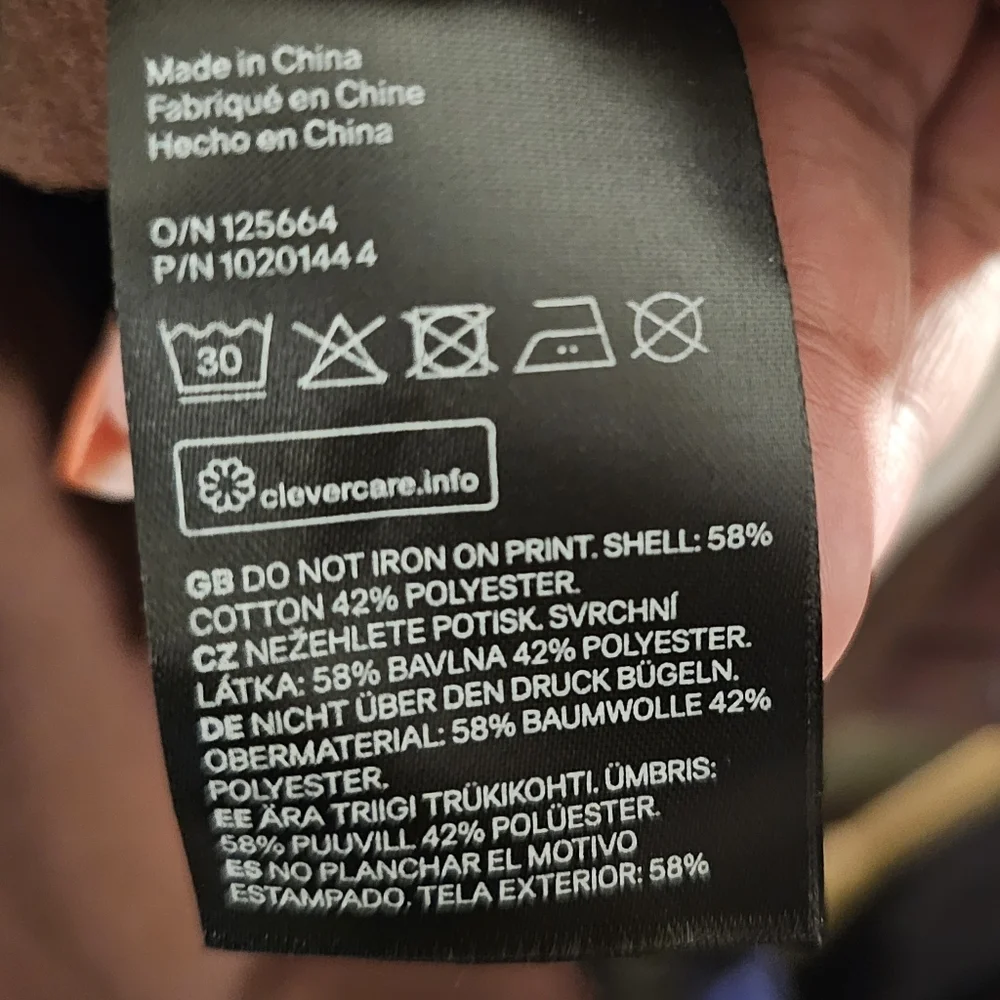 Made in China
Fabriqué en Chine
Hecho en China
O/N 125664
P/N 1020144 4
30
clevercare.info
GB DO NOT IRON ON PRINT. SHELL: 58%
COTTON 42% POLYESTER.
CZ NEŽEHLETE POTISK. SVRCHNÍ
LÁTKA: 58% BAVLNA 42% POLYESTER.
DE NICHT ÜBER DEN DRUCK BÜGELN.
OBERMATERIAL: 58% BAUMWOLLE 42%
POLYESTER.
EE ÄRA TRIIGI TRÜKIKOHTI. ÜMBRIS:
58% PUUVILL 42% POLÜESTER.
ES NO PLANCHAR EL MOTIVO
ESTAMPADO. TELA EXTERIOR: 58%